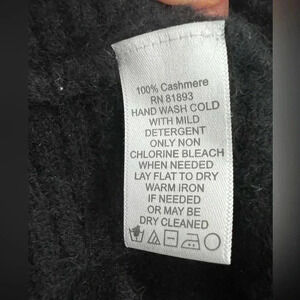 100% Cashmere
RN 81893
HAND WASH COLD
WITH MILD
DETERGENT
ONLY NON
CHLORINE BLEACH
WHEN NEEDED
LAY FLAT TO DRY
WARM IRON
IF NEEDED
OR MAY BE
DRY CLEANED